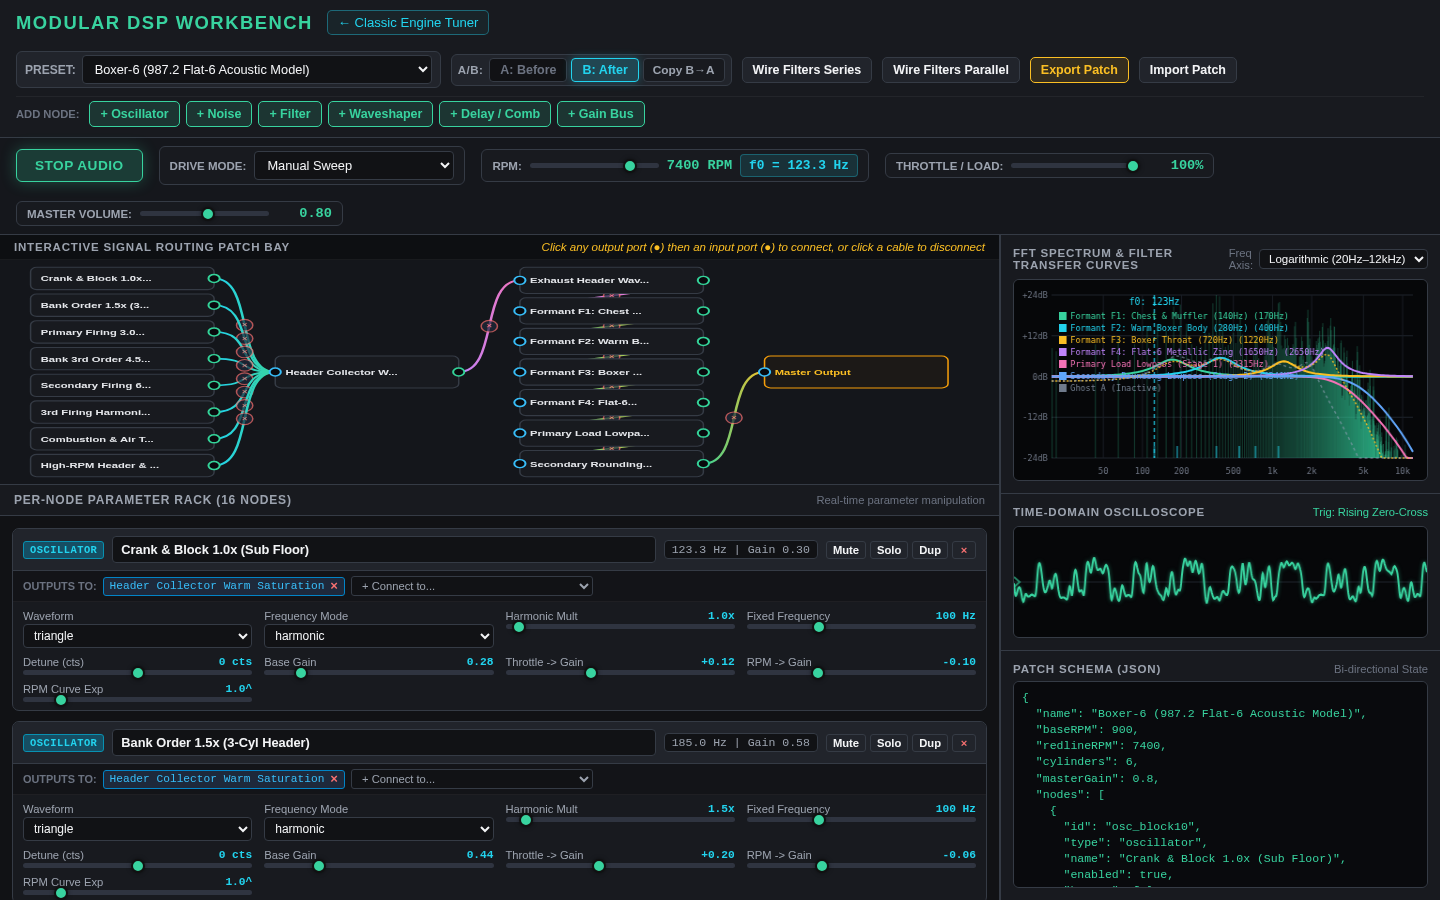 MODULAR DSP WORKBENCH
← Classic Engine Tuner
PRESET: Boxer-6 (987.2 Flat-6 Acoustic Model)
A/B: A: Before B: After Copy B→A
Wire Filters Series Wire Filters Parallel Export Patch Import Patch
ADD NODE: + Oscillator + Noise + Filter + Waveshaper + Delay / Comb + Gain Bus
STOP AUDIO
DRIVE MODE: Manual Sweep
RPM: 7400 RPM f0 = 123.3 Hz
THROTTLE / LOAD: 100%
MASTER VOLUME: 0.80
INTERACTIVE SIGNAL ROUTING PATCH BAY
Click any output port (●) then an input port (●) to connect, or click a cable to disconnect
Crank & Block 1.0x...
Bank Order 1.5x (3...
Primary Firing 3.0...
Bank 3rd Order 4.5...
Secondary Firing 6...
3rd Firing Harmoni...
Combustion & Air T...
High-RPM Header & ...
Header Collector W...
Exhaust Header Wav...
Formant F1: Chest ...
Formant F2: Warm B...
Formant F3: Boxer ...
Formant F4: Flat-6...
Primary Load Lowpa...
Secondary Rounding...
Master Output
PER-NODE PARAMETER RACK (16 NODES)
Real-time parameter manipulation
OSCILLATOR Crank & Block 1.0x (Sub Floor) 123.3 Hz | Gain 0.30 Mute Solo Dup ×
OUTPUTS TO: Header Collector Warm Saturation × + Connect to...
Waveform
triangle
Frequency Mode
harmonic
Harmonic Mult 1.0x
Fixed Frequency 100 Hz
Detune (cts) 0 cts
Base Gain 0.28
Throttle -> Gain +0.12
RPM -> Gain -0.10
RPM Curve Exp 1.0^
OSCILLATOR Bank Order 1.5x (3-Cyl Header) 185.0 Hz | Gain 0.58 Mute Solo Dup ×
OUTPUTS TO: Header Collector Warm Saturation × + Connect to...
Waveform
triangle
Frequency Mode
harmonic
Harmonic Mult 1.5x
Fixed Frequency 100 Hz
Detune (cts) 0 cts
Base Gain 0.44
Throttle -> Gain +0.20
RPM -> Gain -0.06
RPM Curve Exp 1.0^
FFT SPECTRUM & FILTER
TRANSFER CURVES
Freq
Axis:
Logarithmic (20Hz–12kHz)
+24dB
+12dB
0dB
-12dB
-24dB
f0: 123Hz
Formant F1: Chest & Muffler (140Hz) (170Hz)
Formant F2: Warm Boxer Body (280Hz) (400Hz)
Formant F3: Boxer Throat (720Hz) (1220Hz)
Formant F4: Flat-6 Metallic Zing (1650Hz) (2650Hz)
Primary Load Lowpass
Ghost A (Inactive)
50 100 200 500 1k 2k 5k 10k
TIME-DOMAIN OSCILLOSCOPE
Trig: Rising Zero-Cross
PATCH SCHEMA (JSON)
Bi-directional State
{
"name": "Boxer-6 (987.2 Flat-6 Acoustic Model)",
"baseRPM": 900,
"redlineRPM": 7400,
"cylinders": 6,
"masterGain": 0.8,
"nodes": [
{
"id": "osc_block10",
"type": "oscillator",
"name": "Crank & Block 1.0x (Sub Floor)",
"enabled": true,